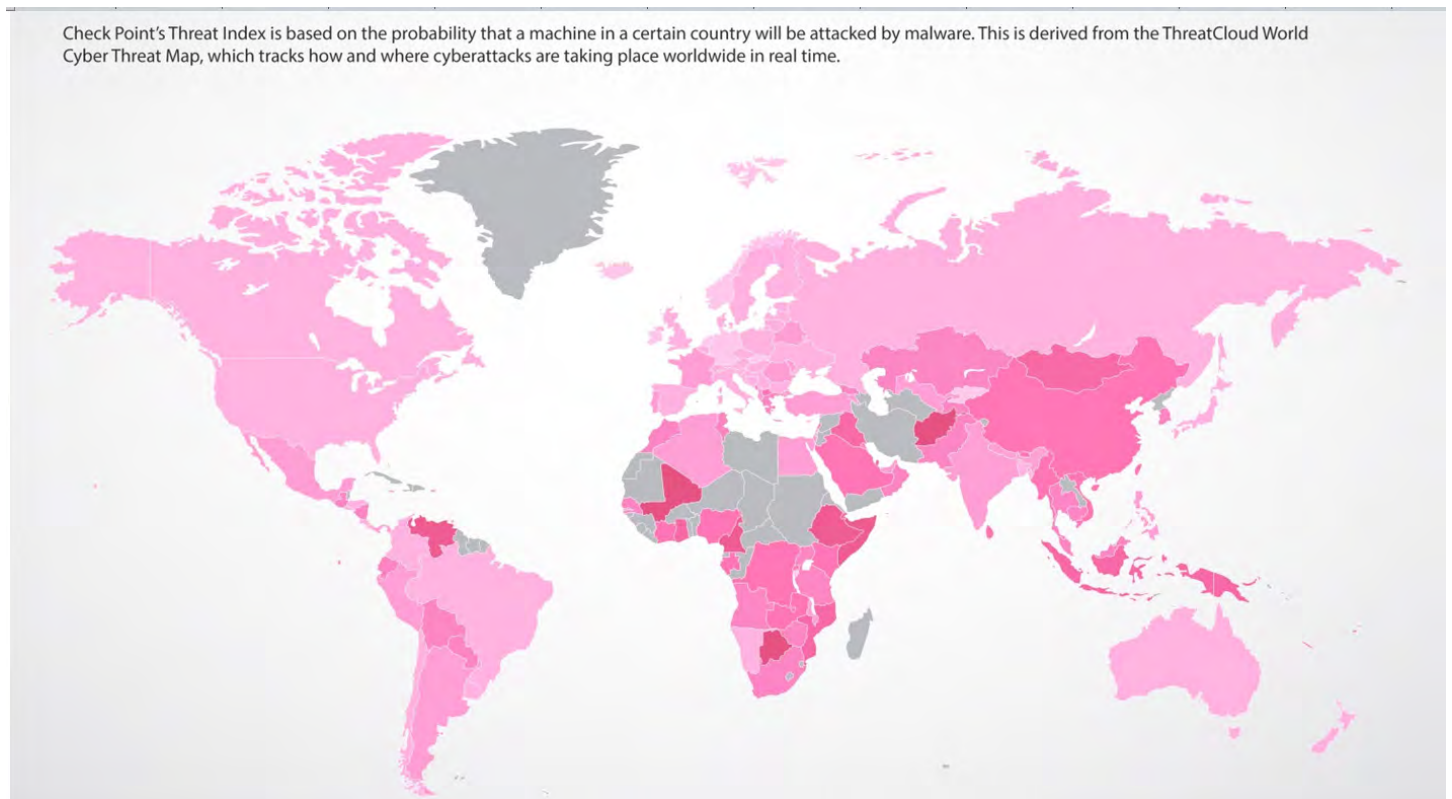 Check Point's Threat Index is based on the probability that a machine in a certain country will be attacked by malware. This is derived from the ThreatCloud World
Cyber Threat Map, which tracks how and where cyberattacks are taking place worldwide in real time.